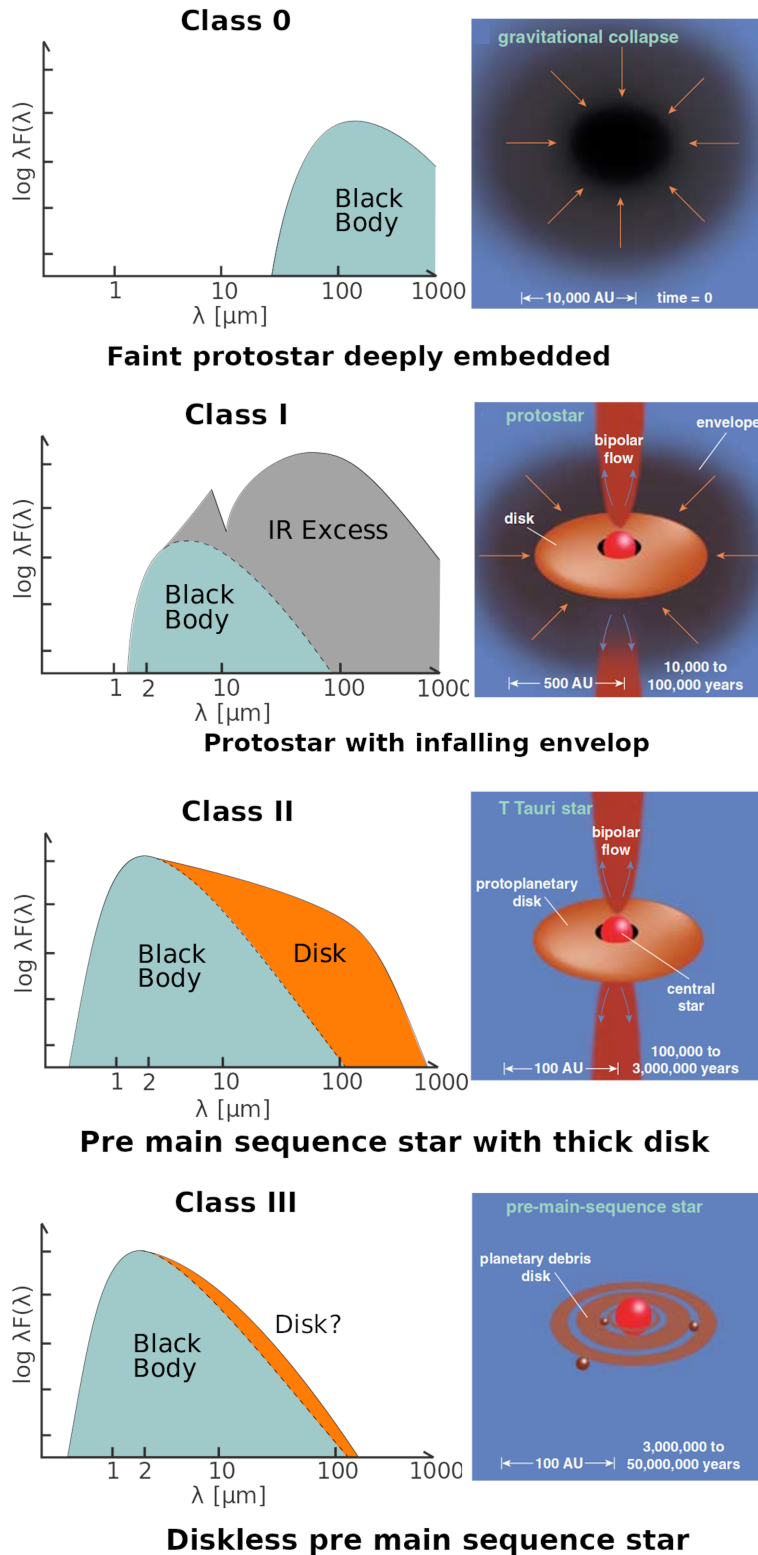 Class 0
log λF(λ)
Black
Body
1
10
100
1000
λ [µm]
gravitational collapse
10,000 AU
time = 0
Faint protostar deeply embedded
Class I
log λF(λ)
IR Excess
Black
Body
1
2
10
100
1000
λ [µm]
protostar
envelope
bipolar
flow
disk
500 AU
10,000 to
100,000 years
Protostar with infalling envelop
Class II
log λF(λ)
Black
Body
Disk
1
2
10
100
1000
λ [µm]
T Tauri star
bipolar
flow
protoplanetary
disk
central
star
100 AU
100,000 to
3,000,000 years
Pre main sequence star with thick disk
Class III
log λF(λ)
Disk?
Black
Body
1
2
10
100
1000
λ [µm]
pre-main-sequence star
planetary debris
disk
100 AU
3,000,000 to
50,000,000 years
Diskless pre main sequence star